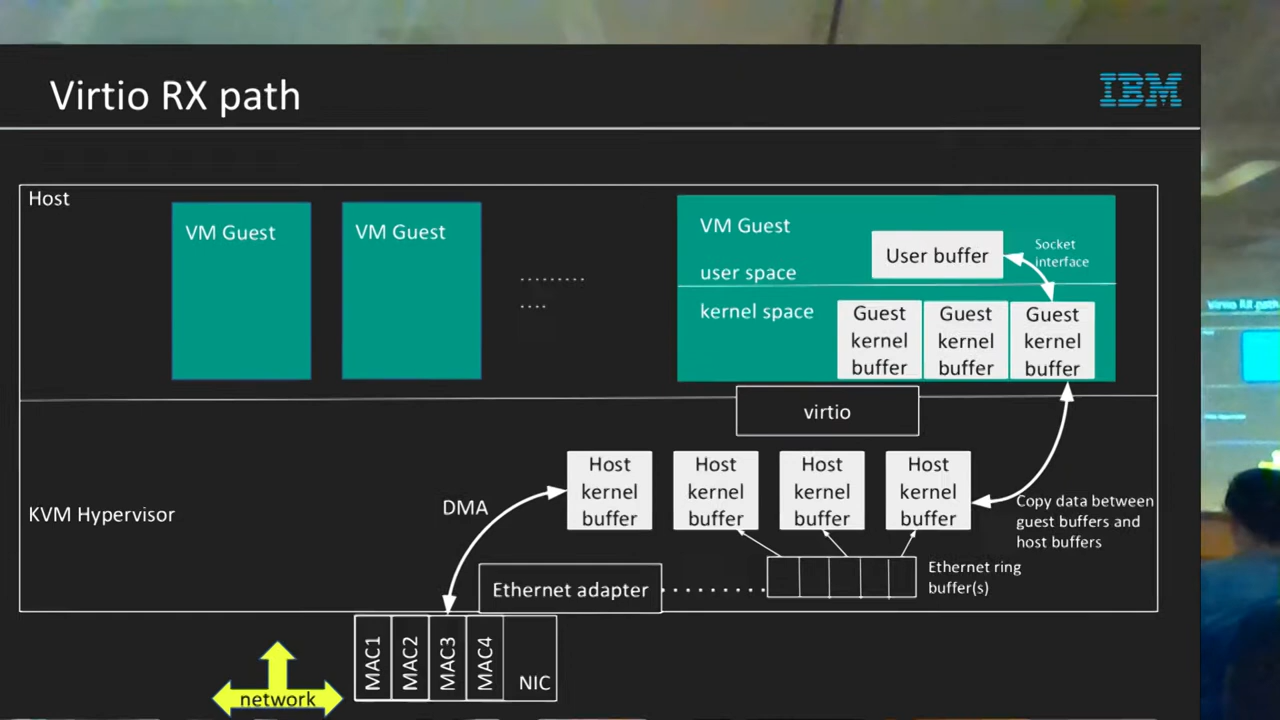 Virtio RX path
IBM
Host
VM Guest
VM Guest
.........
....
VM Guest
user space
kernel space
User buffer
Socket
interface
Guest
kernel
buffer
Guest
kernel
buffer
Guest
kernel
buffer
virtio
KVM Hypervisor
DMA
Host
kernel
buffer
Host
kernel
buffer
Host
kernel
buffer
Host
kernel
buffer
Copy data between
guest buffers and
host buffers
Ethernet adapter
Ethernet ring
buffer(s)
MAC1
MAC2
MAC3
MAC4
NIC
network
Virtio RX path